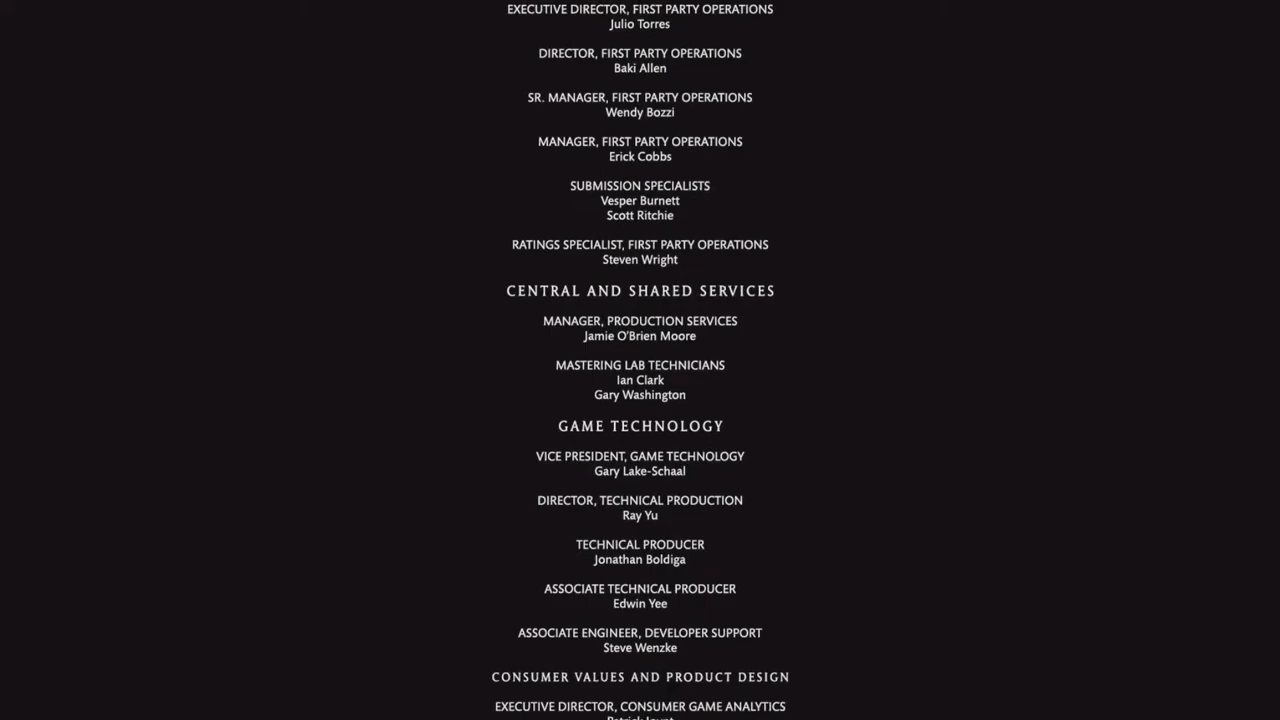 EXECUTIVE DIRECTOR, FIRST PARTY OPERATIONS
Julio Torres
DIRECTOR, FIRST PARTY OPERATIONS
Baki Allen
SR. MANAGER, FIRST PARTY OPERATIONS
Wendy Bozzi
MANAGER, FIRST PARTY OPERATIONS
Erick Cobbs
SUBMISSION SPECIALISTS
Vesper Burnett
Scott Ritchie
RATINGS SPECIALIST, FIRST PARTY OPERATIONS
Steven Wright
CENTRAL AND SHARED SERVICES
MANAGER, PRODUCTION SERVICES
Jamie O'Brien Moore
MASTERING LAB TECHNICIANS
Ian Clark
Gary Washington
GAME TECHNOLOGY
VICE PRESIDENT, GAME TECHNOLOGY
Gary Lake-Schaal
DIRECTOR, TECHNICAL PRODUCTION
Ray Yu
TECHNICAL PRODUCER
Jonathan Boldiga
ASSOCIATE TECHNICAL PRODUCER
Edwin Yee
ASSOCIATE ENGINEER, DEVELOPER SUPPORT
Steve Wenzke
CONSUMER VALUES AND PRODUCT DESIGN
EXECUTIVE DIRECTOR, CONSUMER GAME ANALYTICS